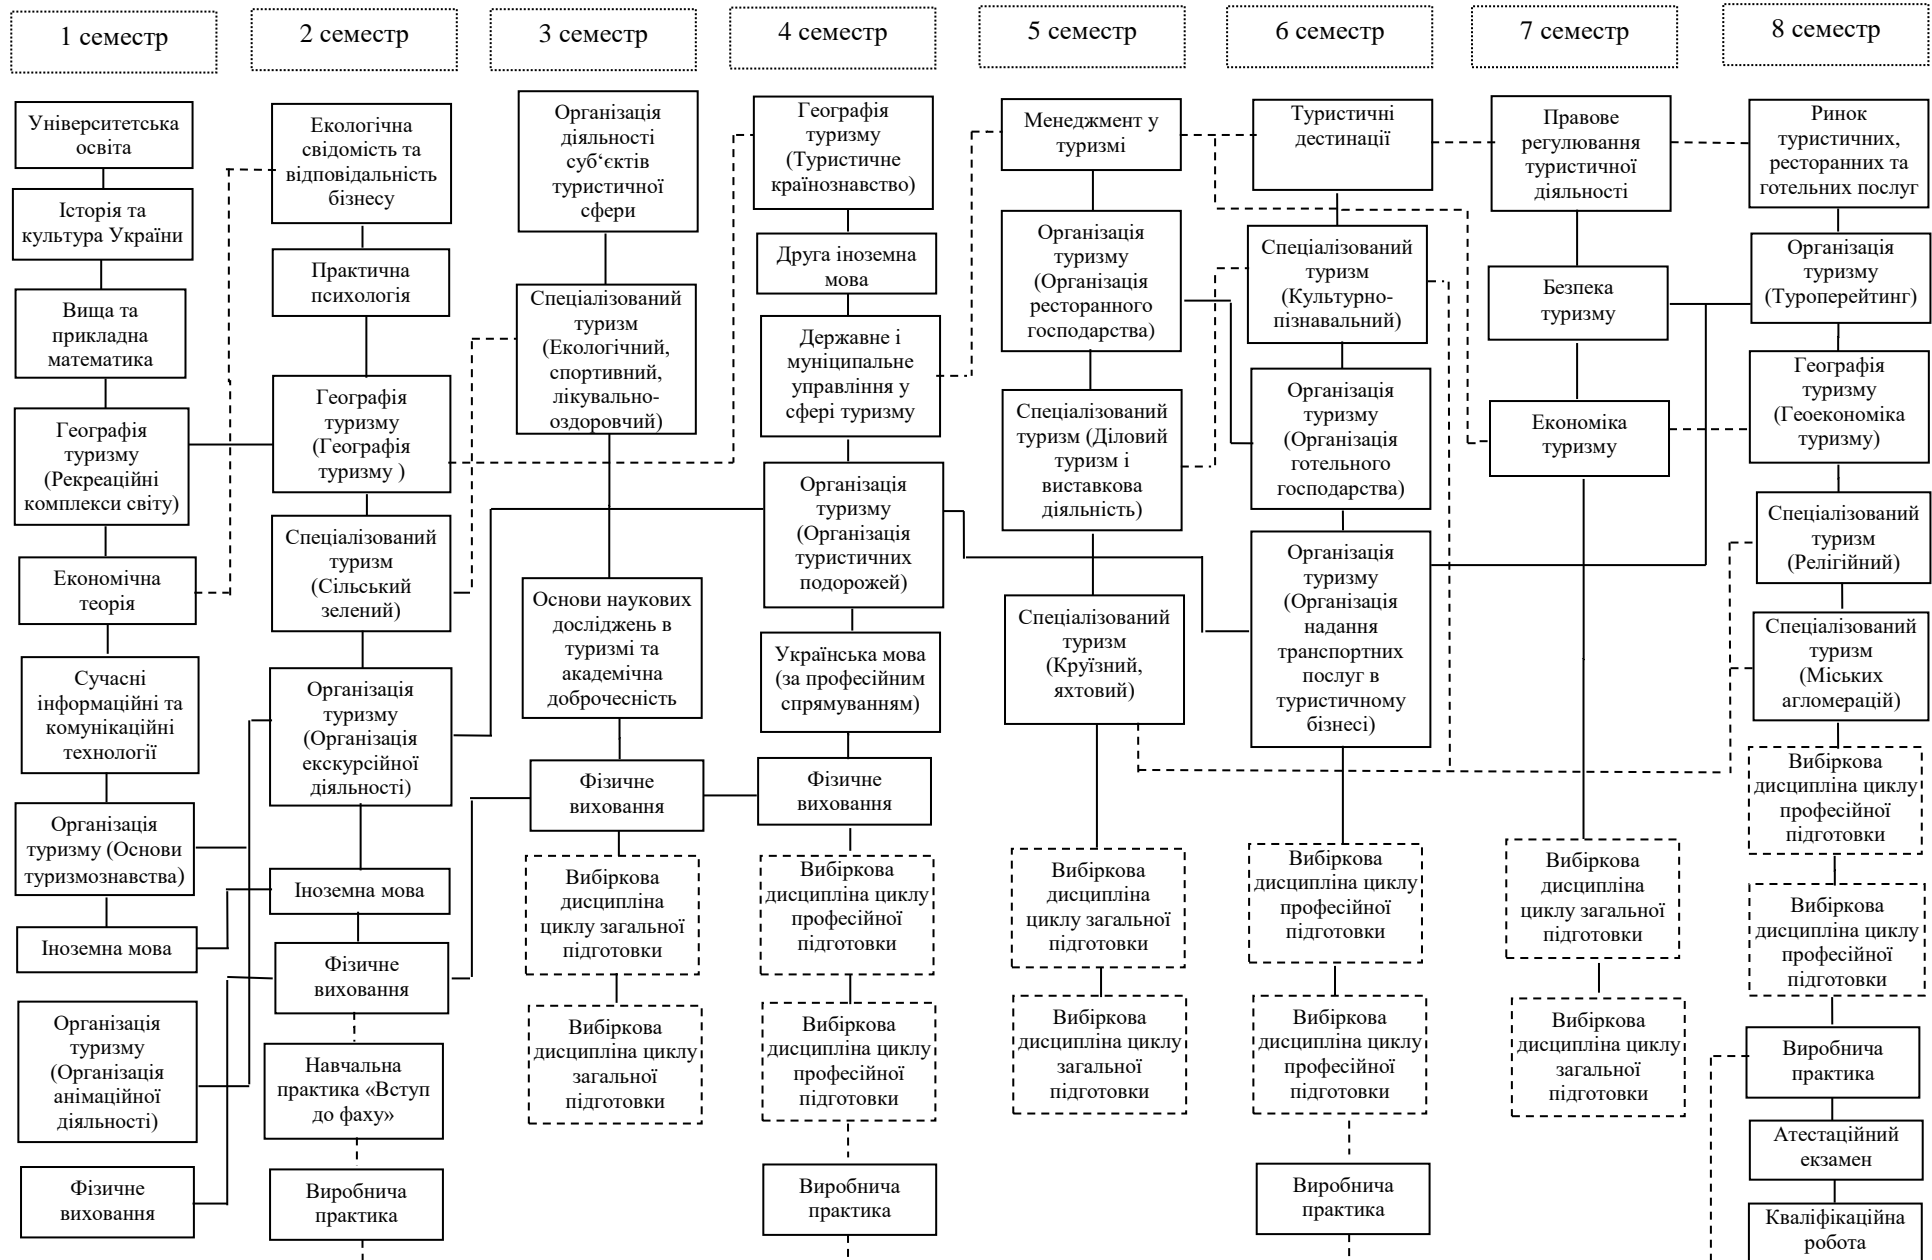 1 семестр
2 семестр
3 семестр
4 семестр
5 семестр
6 семестр
7 семестр
8 семестр
Університетська
освіта
Історія та
культура України
Вища та
прикладна
математика
Географія
туризму
(Рекреаційні
комплекси світу)
Економічна
теорія
Сучасні
інформаційні та
комунікаційні
технології
Організація
туризму (Основи
туризмознавства)
Іноземна мова
Організація
туризму
(Організація
анімаційної
діяльності)
Фізичне
виховання
Екологічна
свідомість та
відповідальність
бізнесу
Практична
психологія
Географія
туризму
(Географія
туризму )
Спеціалізований
туризм
(Сільський
зелений)
Організація
туризму
(Організація
екскурсійної
діяльності)
Іноземна мова
Фізичне
виховання
Навчальна
практика «Вступ
до фаху»
Виробнича
практика
Організація
діяльності
суб‘єктів
туристичної
сфери
Спеціалізований
туризм
(Екологічний,
спортивний,
лікувально-
оздоровчий)
Основи наукових
досліджень в
туризмі та
академічна
доброчесність
Фізичне
виховання
Вибіркова
дисципліна
циклу загальної
підготовки
Вибіркова
дисципліна циклу
загальної
підготовки
Географія
туризму
(Туристичне
країнознавство)
Друга іноземна
мова
Державне і
муніципальне
управління у
сфері туризму
Організація
туризму
(Організація
туристичних
подорожей)
Українська мова
(за професійним
спрямуванням)
Фізичне
виховання
Вибіркова
дисципліна циклу
професійної
підготовки
Вибіркова
дисципліна циклу
професійної
підготовки
Виробнича
практика
Менеджмент у
туризмі
Організація
туризму
(Організація
ресторанного
господарства)
Спеціалізований
туризм (Діловий
туризм і
виставкова
діяльність)
Спеціалізований
туризм
(Круїзний,
яхтовий)
Вибіркова
дисципліна
циклу загальної
підготовки
Вибіркова
дисципліна циклу
загальної
підготовки
Туристичні
дестинації
Спеціалізований
туризм
(Культурно-
пізнавальний)
Організація
туризму
(Організація
готельного
господарства)
Організація
туризму
(Організація
надання
транспортних
послуг в
туристичному
бізнесі)
Вибіркова
дисципліна циклу
професійної
підготовки
Вибіркова
дисципліна циклу
професійної
підготовки
Виробнича
практика
Правове
регулювання
туристичної
діяльності
Безпека
туризму
Економіка
туризму
Вибіркова
дисципліна
циклу загальної
підготовки
Вибіркова
дисципліна циклу
загальної
підготовки
Ринок
туристичних,
ресторанних та
готельних послуг
Організація
туризму
(Туроперейтинг)
Географія
туризму
(Геоекономіка
туризму)
Спеціалізований
туризм
(Релігійний)
Спеціалізований
туризм
(Міських
агломерацій)
Вибіркова
дисципліна циклу
професійної
підготовки
Вибіркова
дисципліна циклу
професійної
підготовки
Виробнича
практика
Атестаційний
екзамен
Кваліфікаційна
робота